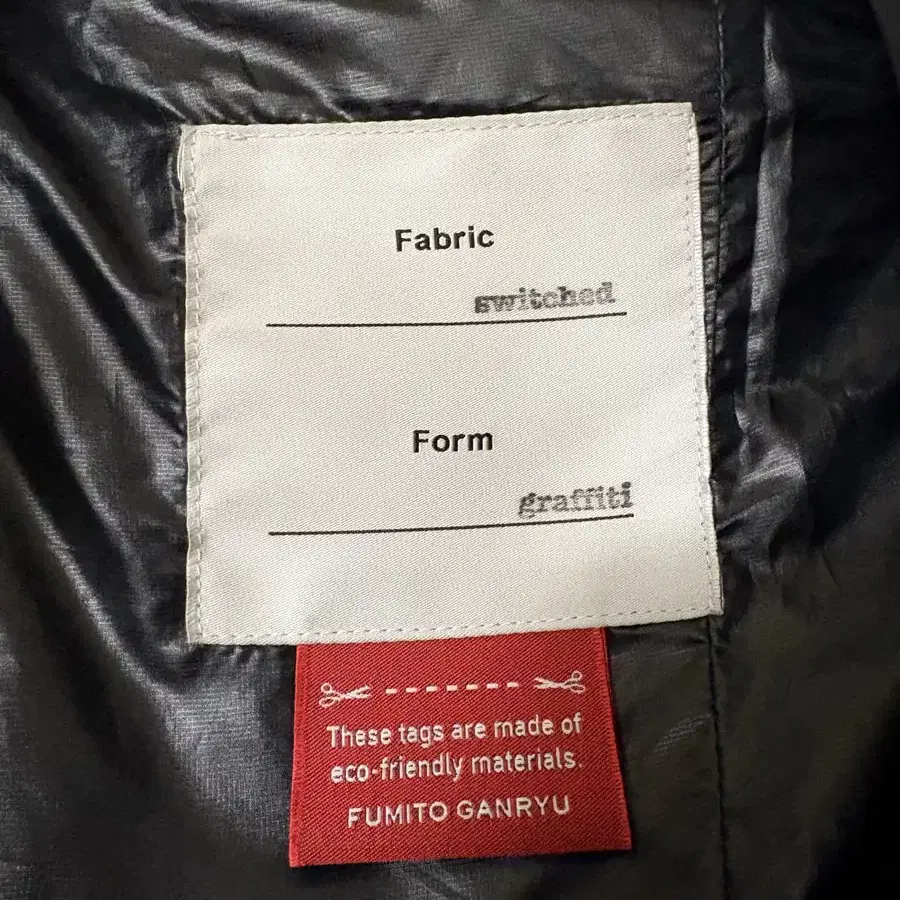 Fabric
switched
Form
graffiti
These tags are made of
eco-friendly materials.
FUMITO GANRYU